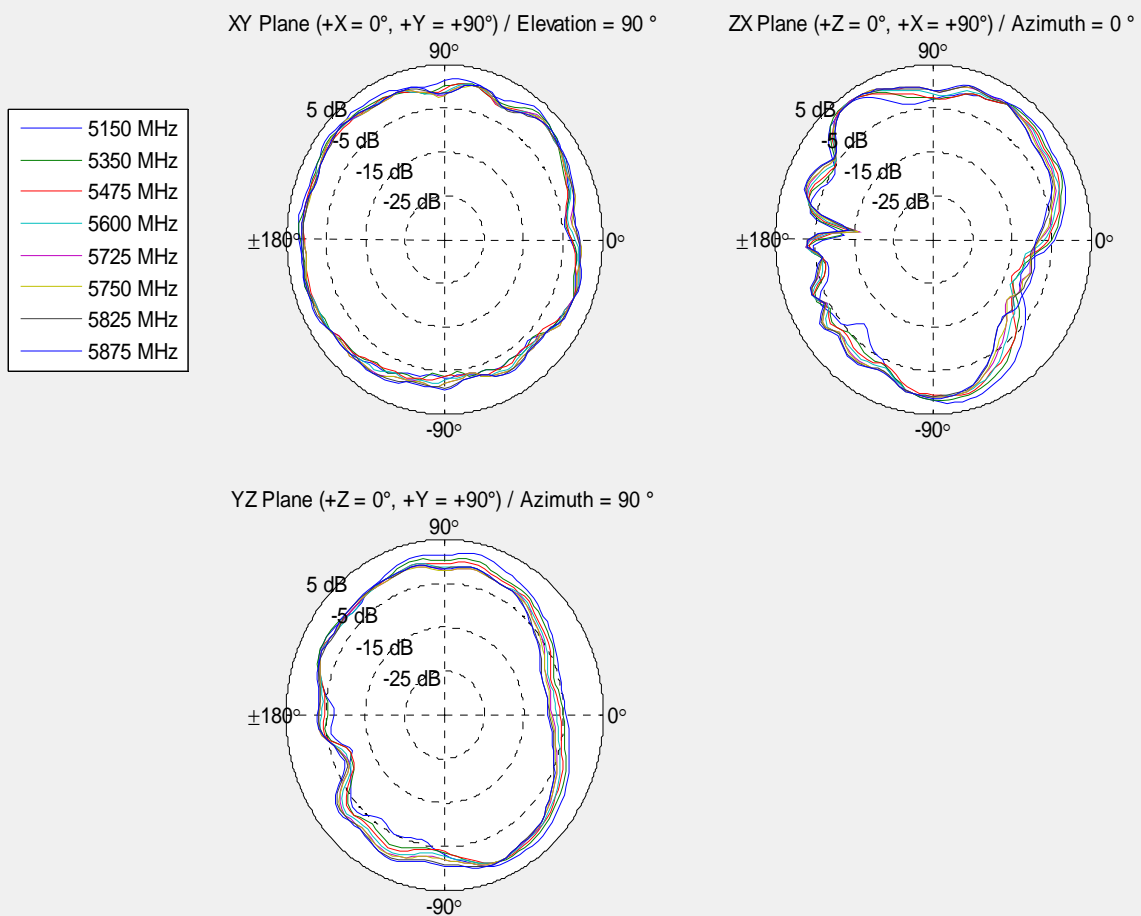 XY Plane (+X = 0°, +Y = +90°) / Elevation = 90 °
90°
5 dB
-5 dB
-15 dB
-25 dB
±180°
0°
-90°
ZX Plane (+Z = 0°, +X = +90°) / Azimuth = 0 °
90°
5 dB
-5 dB
-15 dB
-25 dB
±180°
0°
-90°
5150 MHz
5350 MHz
5475 MHz
5600 MHz
5725 MHz
5750 MHz
5825 MHz
5875 MHz
YZ Plane (+Z = 0°, +Y = +90°) / Azimuth = 90 °
90°
5 dB
-5 dB
-15 dB
-25 dB
±180°
0°
-90°